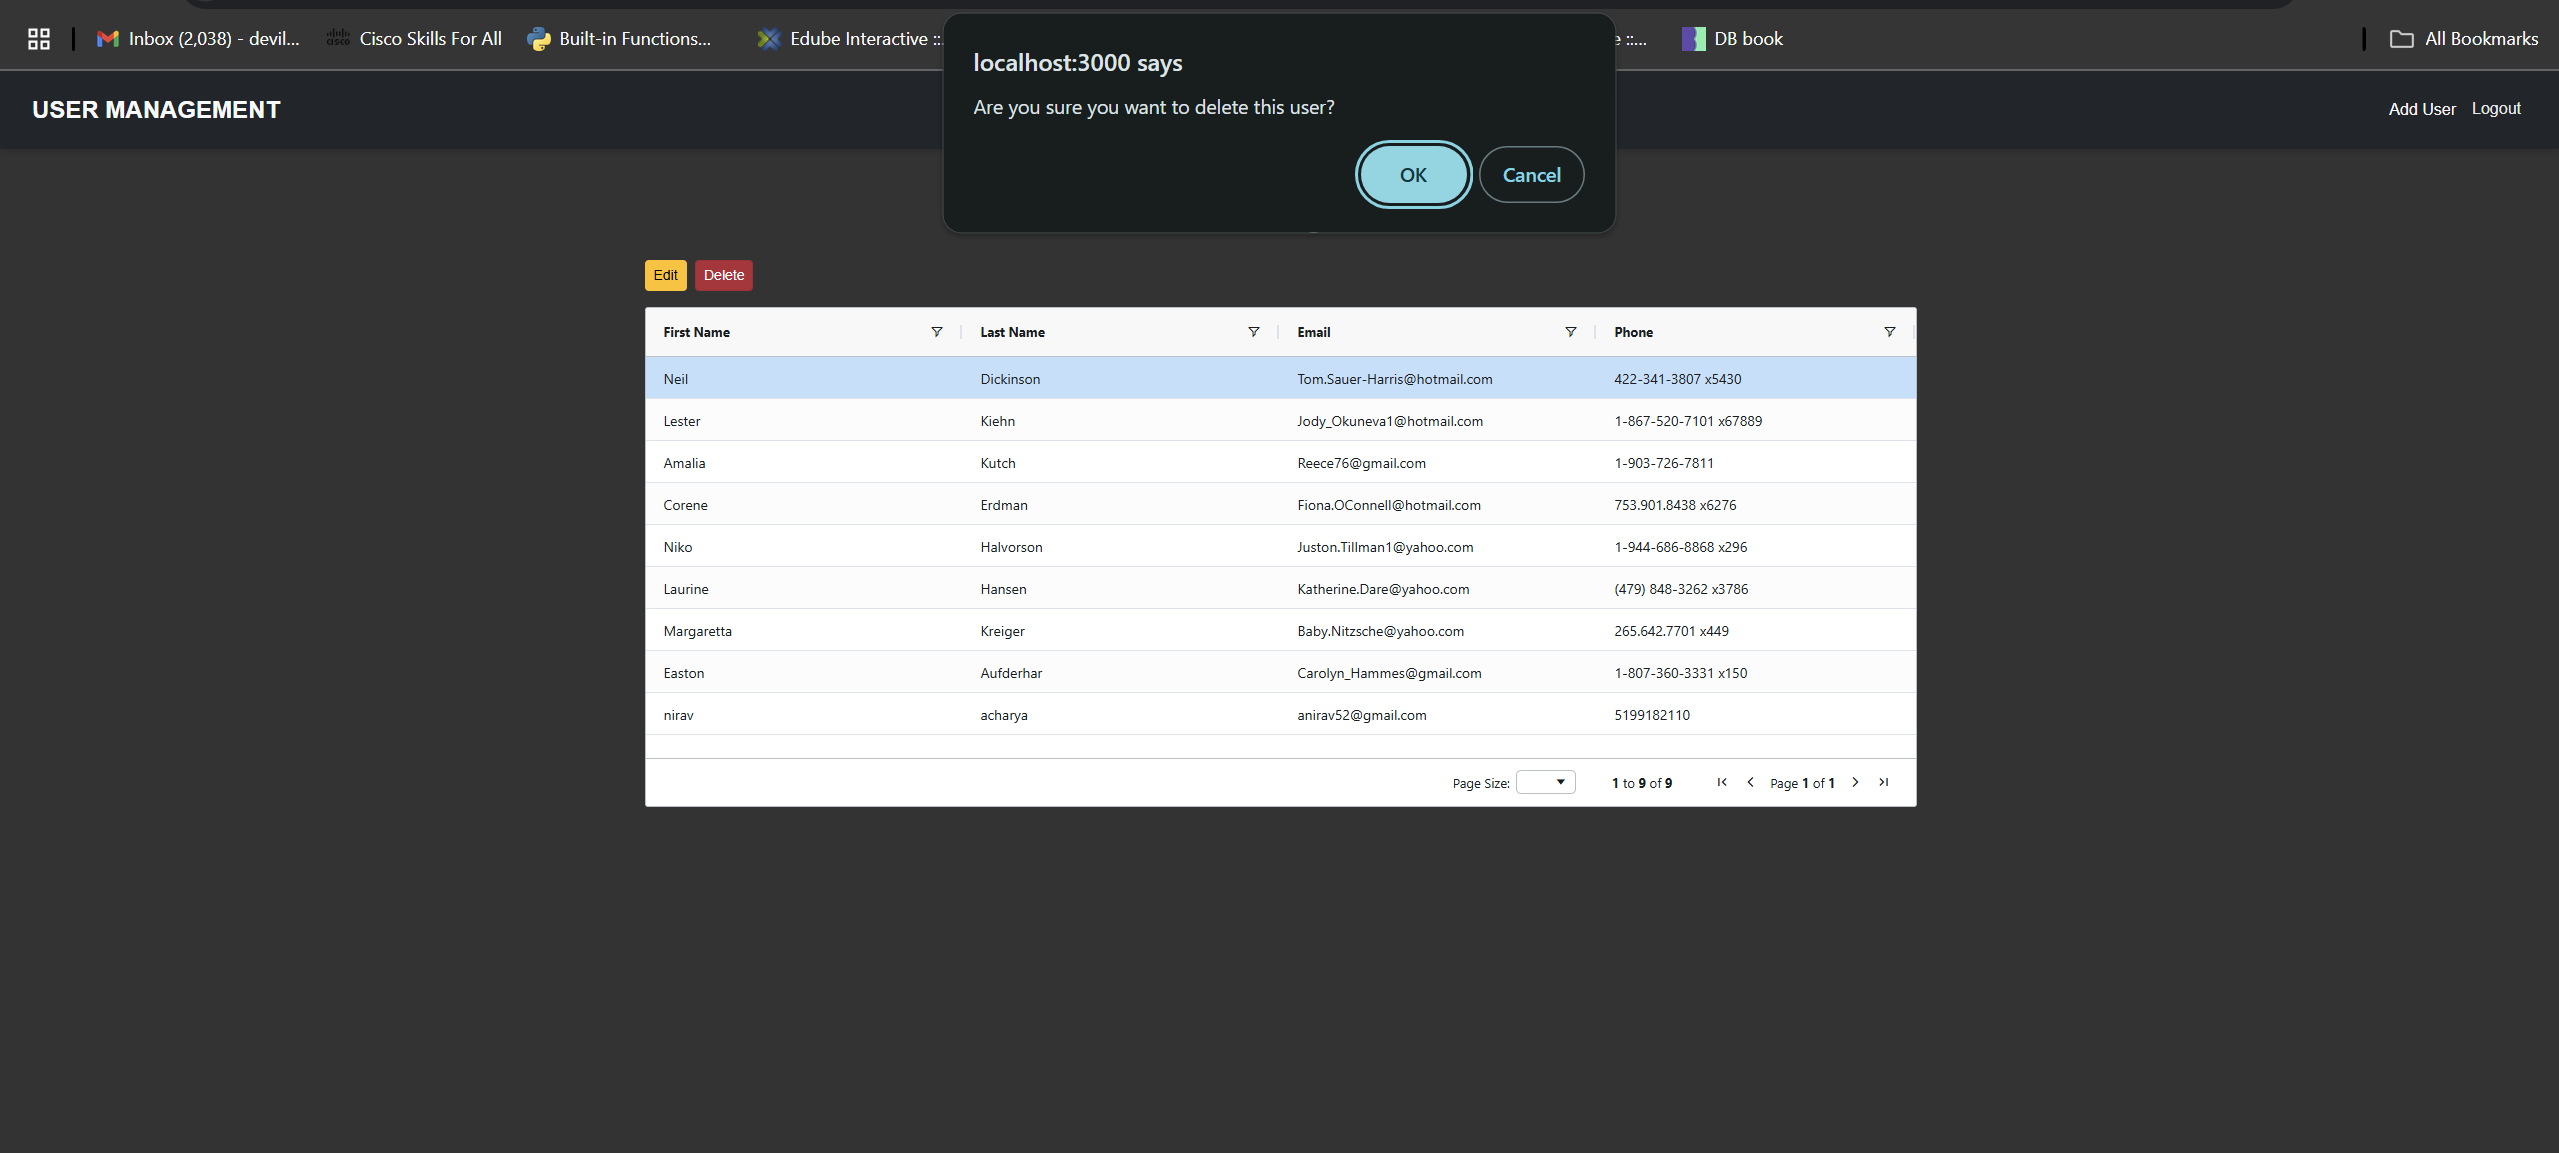 Inbox (2,038) - devil...
cisco
Cisco Skills For All
Built-in Functions...
Edube Interactive ::
e ::...
DB book
All Bookmarks
localhost:3000 says
Are you sure you want to delete this user?
OK
Cancel
USER MANAGEMENT
Add User
Logout
Edit
Delete
First Name Last Name Email Phone
Neil Dickinson Tom.Sauer-Harris@hotmail.com 422-341-3807 x5430
Lester Kiehn Jody_Okuneva1@hotmail.com 1-867-520-7101 x67889
Amalia Kutch Reece76@gmail.com 1-903-726-7811
Corene Erdman Fiona.OConnell@hotmail.com 753.901.8438 x6276
Niko Halvorson Juston.Tillman1@yahoo.com 1-944-686-8868 x296
Laurine Hansen Katherine.Dare@yahoo.com (479) 848-3262 x3786
Margaretta Kreiger Baby.Nitzsche@yahoo.com 265.642.7701 x449
Easton Aufderhar Carolyn_Hammes@gmail.com 1-807-360-3331 x150
nirav acharya anirav52@gmail.com 5199182110
Page Size: 1 to 9 of 9 Page 1 of 1